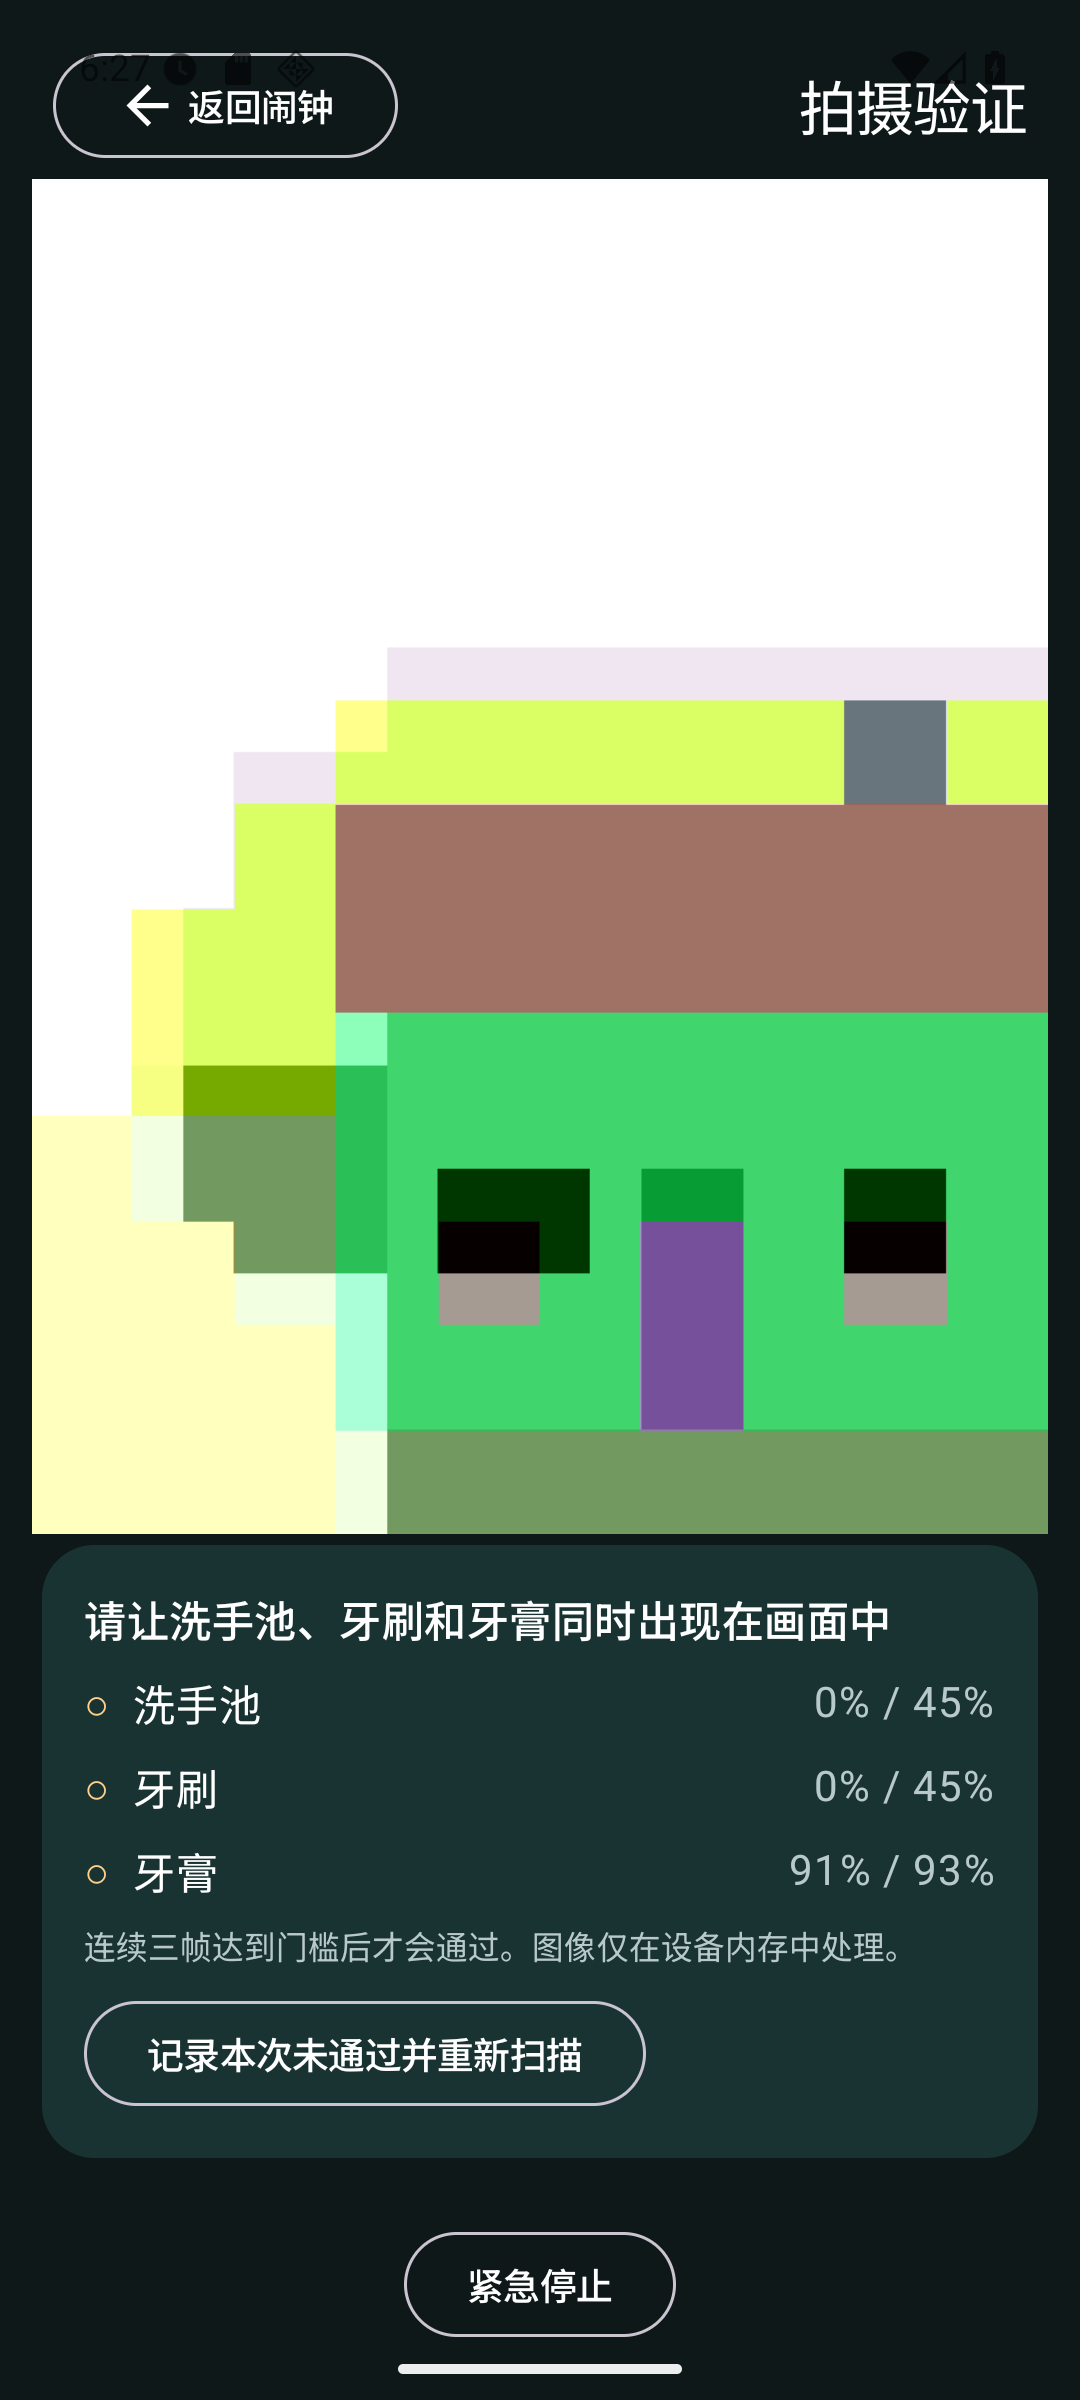 6:27
返回闹钟
拍摄验证
请让洗手池、牙刷和牙膏同时出现在画面中
洗手池 0% / 45%
牙刷 0% / 45%
牙膏 91% / 93%
连续三帧达到门槛后才会通过。图像仅在设备内存中处理。
记录本次未通过并重新扫描
紧急停止